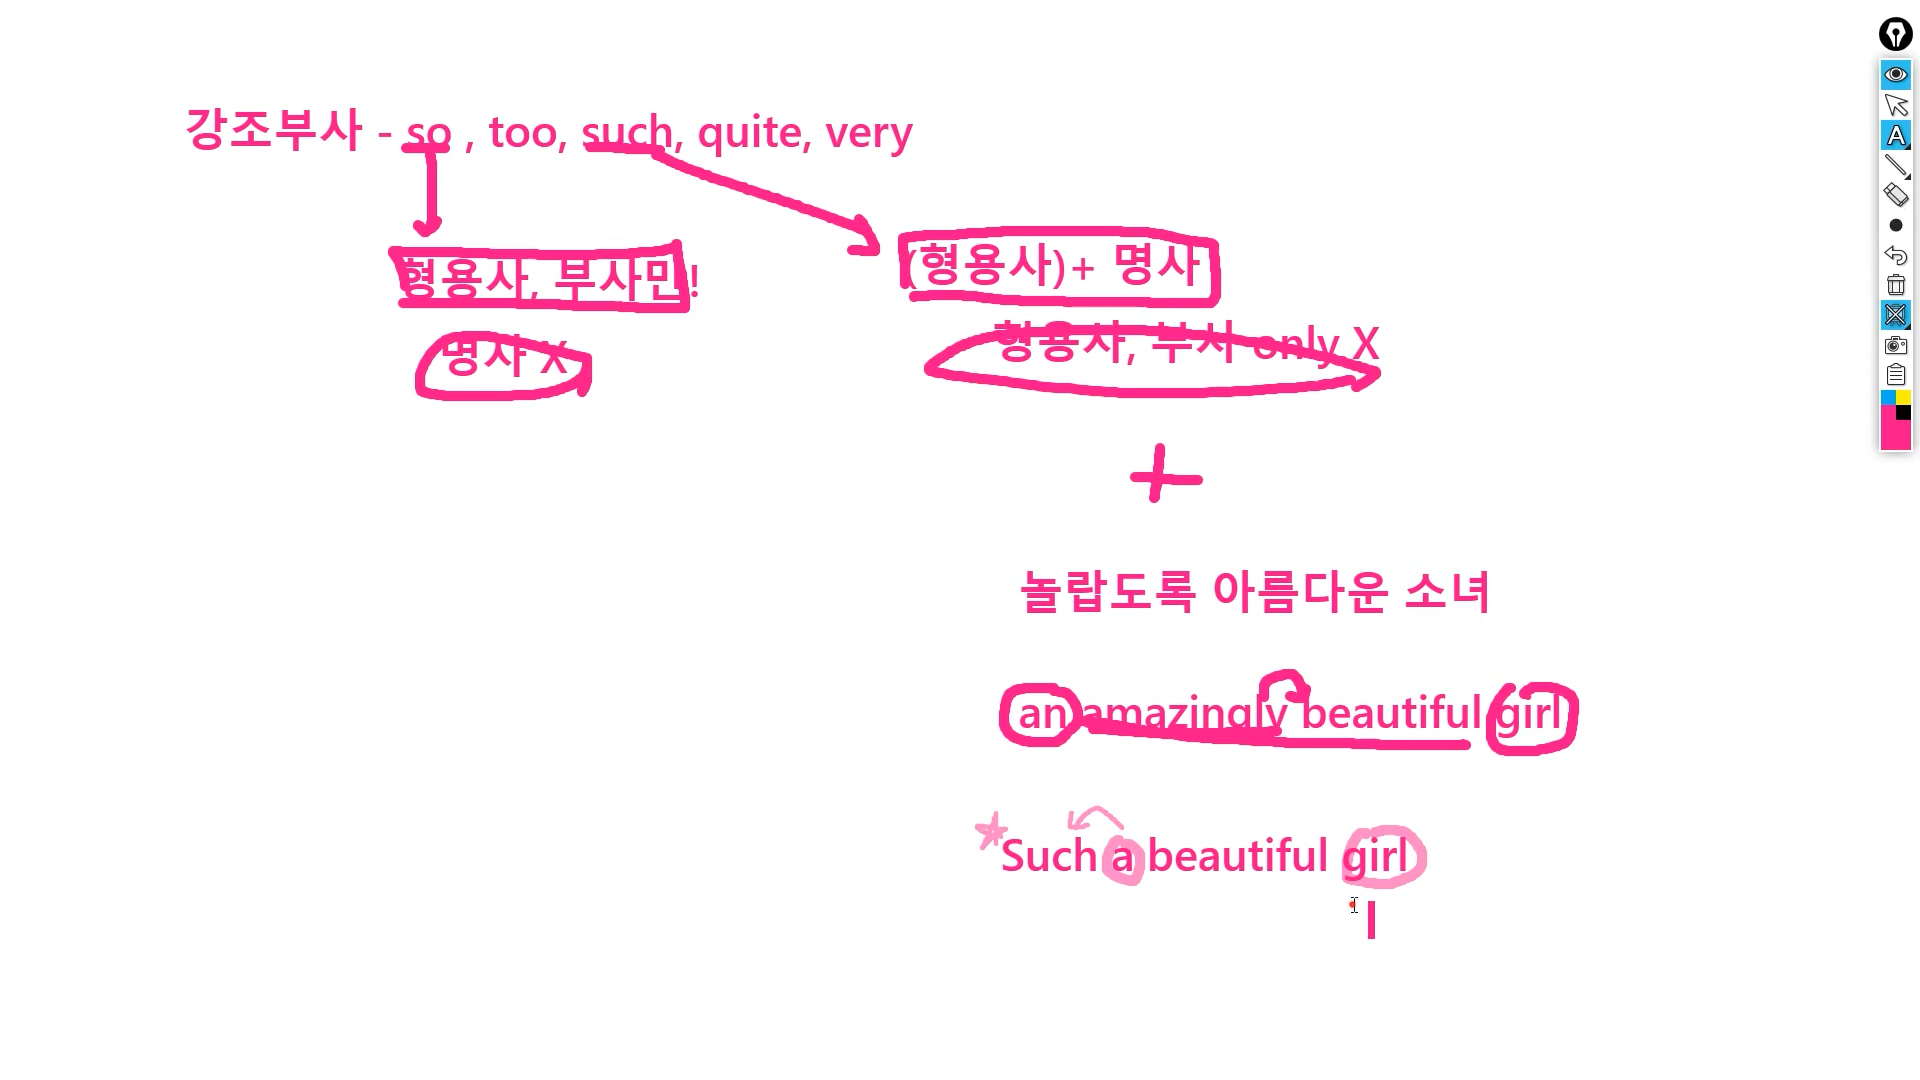 강조부사 - so , too, such, quite, very
형용사, 부사만!
명사 X
(형용사)+ 명사
형용사, 부사 only X
+
놀랍도록 아름다운 소녀
an amazingly beautiful girl
*Such a beautiful girl